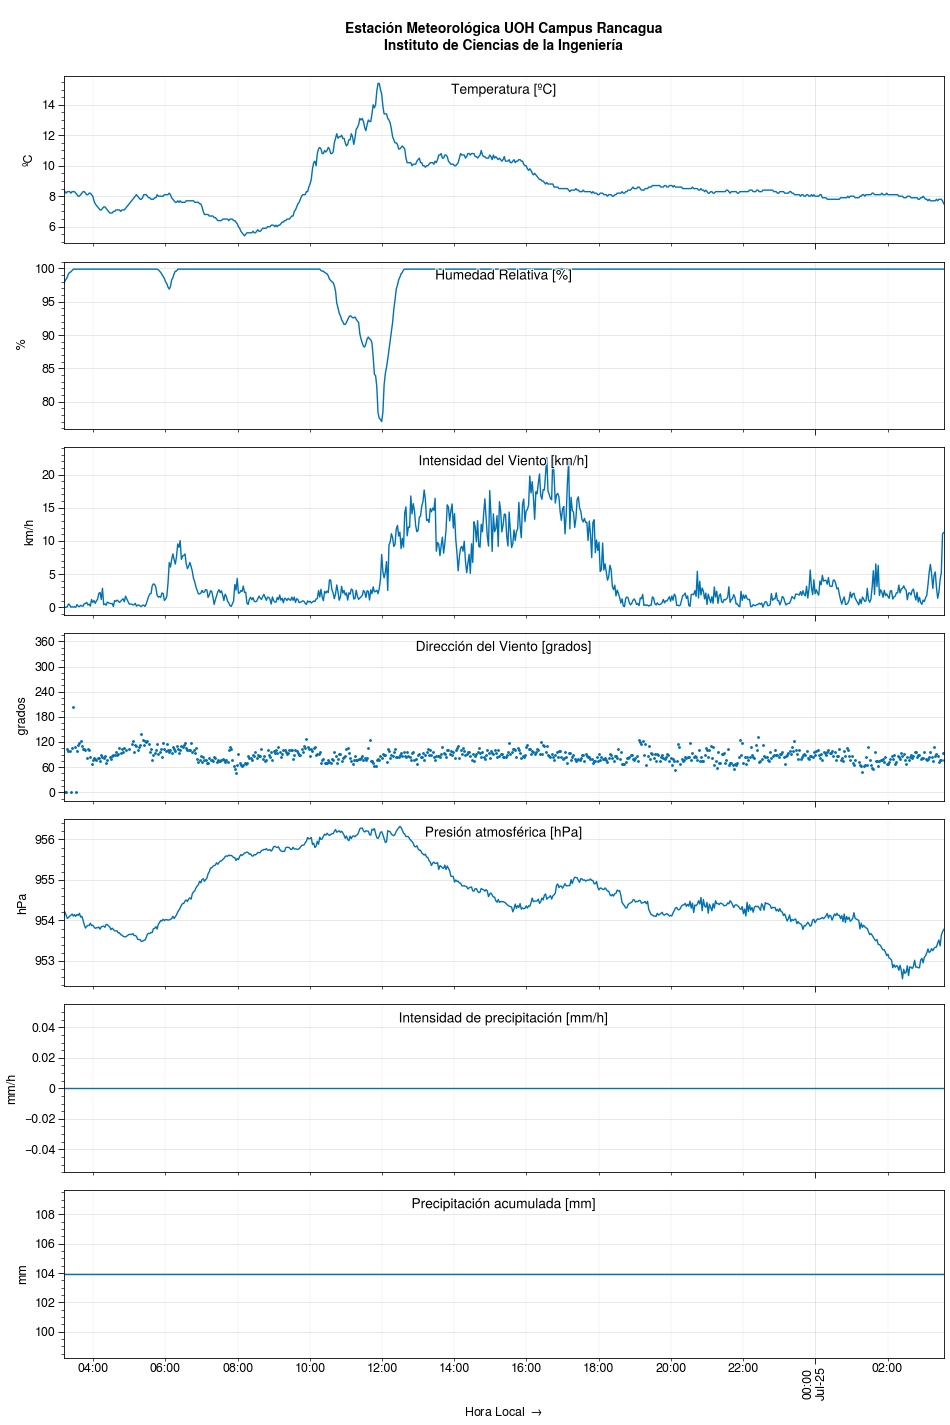 Estación Meteorológica UOH Campus Rancagua
Instituto de Ciencias de la Ingeniería
Temperatura [ºC]
ºC
14
12
10
8
6
Humedad Relativa [%]
%
100
95
90
85
80
Intensidad del Viento [km/h]
km/h
20
15
10
5
0
Dirección del Viento [grados]
grados
360
300
240
180
120
60
0
Presión atmosférica [hPa]
hPa
956
955
954
953
Intensidad de precipitación [mm/h]
mm/h
0.04
0.02
0
−0.02
−0.04
Precipitación acumulada [mm]
mm
108
106
104
102
100
04:00 06:00 08:00 10:00 12:00 14:00 16:00 18:00 20:00 22:00 00:00 02:00
Jul-25
Hora Local →